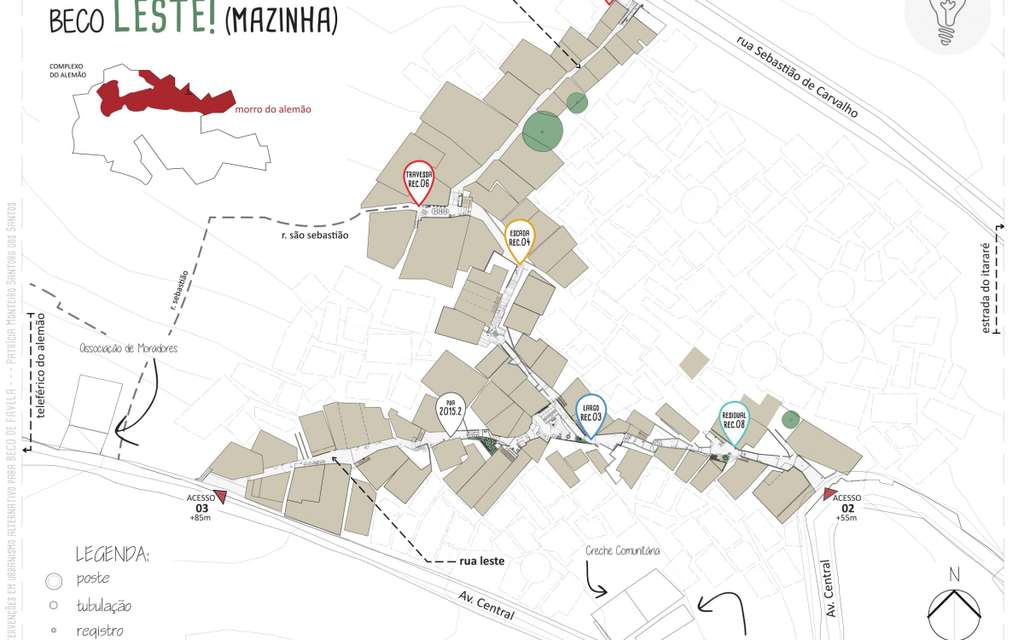 BECO LESTE! (MAZINHA)
COMPLEXO
DO ALEMÃO
morro do alemão
rua Sebastião de Carvalho
TRAVESSA
REC.06
r. são sebastião
ESCADA
REC.04
r. sebastião
estrada do itararé
teleférico do alemão
Associação de Moradores
PUA
2015.2
LARGO
REC.03
RESIDUAL
REC.08
ACESSO
03
+85m
ACESSO
02
+55m
rua leste
Creche Comunitária
Av. Central
Av. Central
LEGENDA:
poste
tubulação
registro
N
ERVENÇÕES EM URBANISMO ALTERNATIVO PARA BECO DE FAVELA --- PATRÍCIA MONTEIRO SANTORO DOS SANTOS